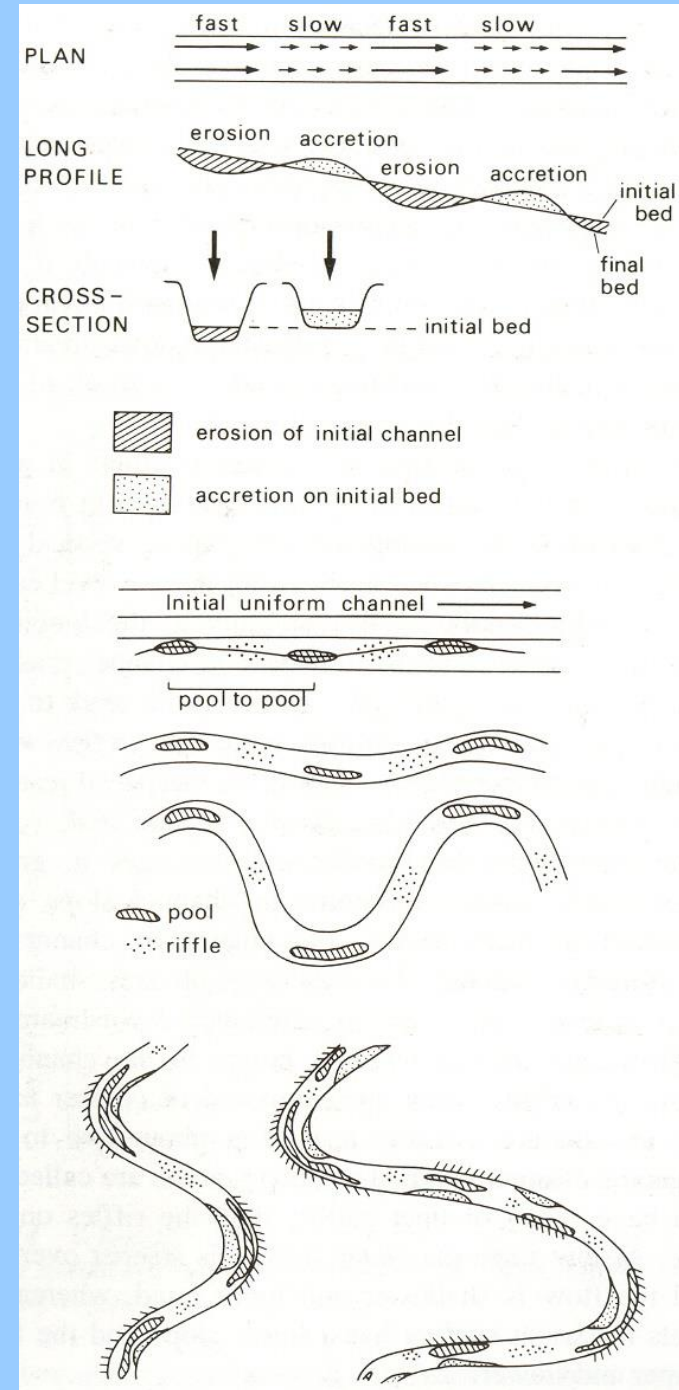 fast slow fast slow
PLAN
erosion accretion
LONG PROFILE
erosion accretion
initial bed
final bed
CROSS-SECTION
initial bed
erosion of initial channel
accretion on initial bed
Initial uniform channel
pool to pool
pool
riffle